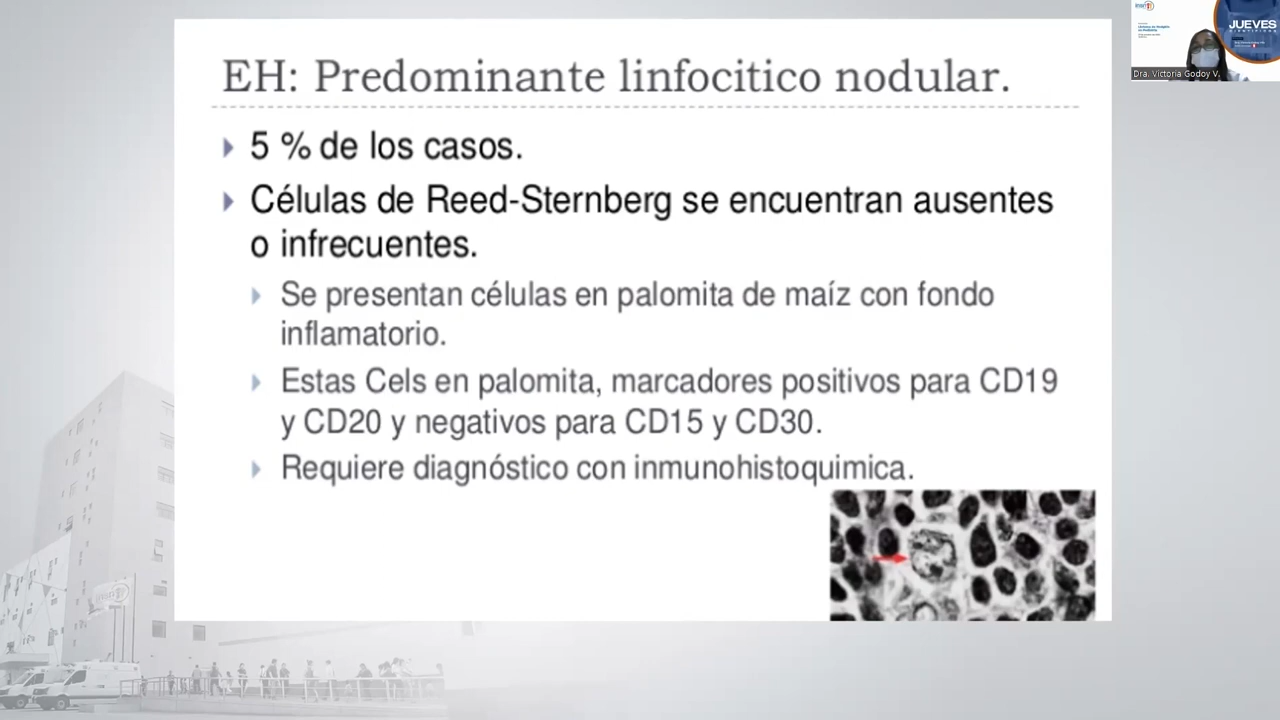 EH: Predominante linfocitico nodular.
5 % de los casos.
Células de Reed-Sternberg se encuentran ausentes
o infrecuentes.
Se presentan células en palomita de maíz con fondo
inflamatorio.
Estas Cels en palomita, marcadores positivos para CD19
y CD20 y negativos para CD15 y CD30.
Requiere diagnóstico con inmunohistoquimica.
JUEVES
Dra. Victoria Godoy V.